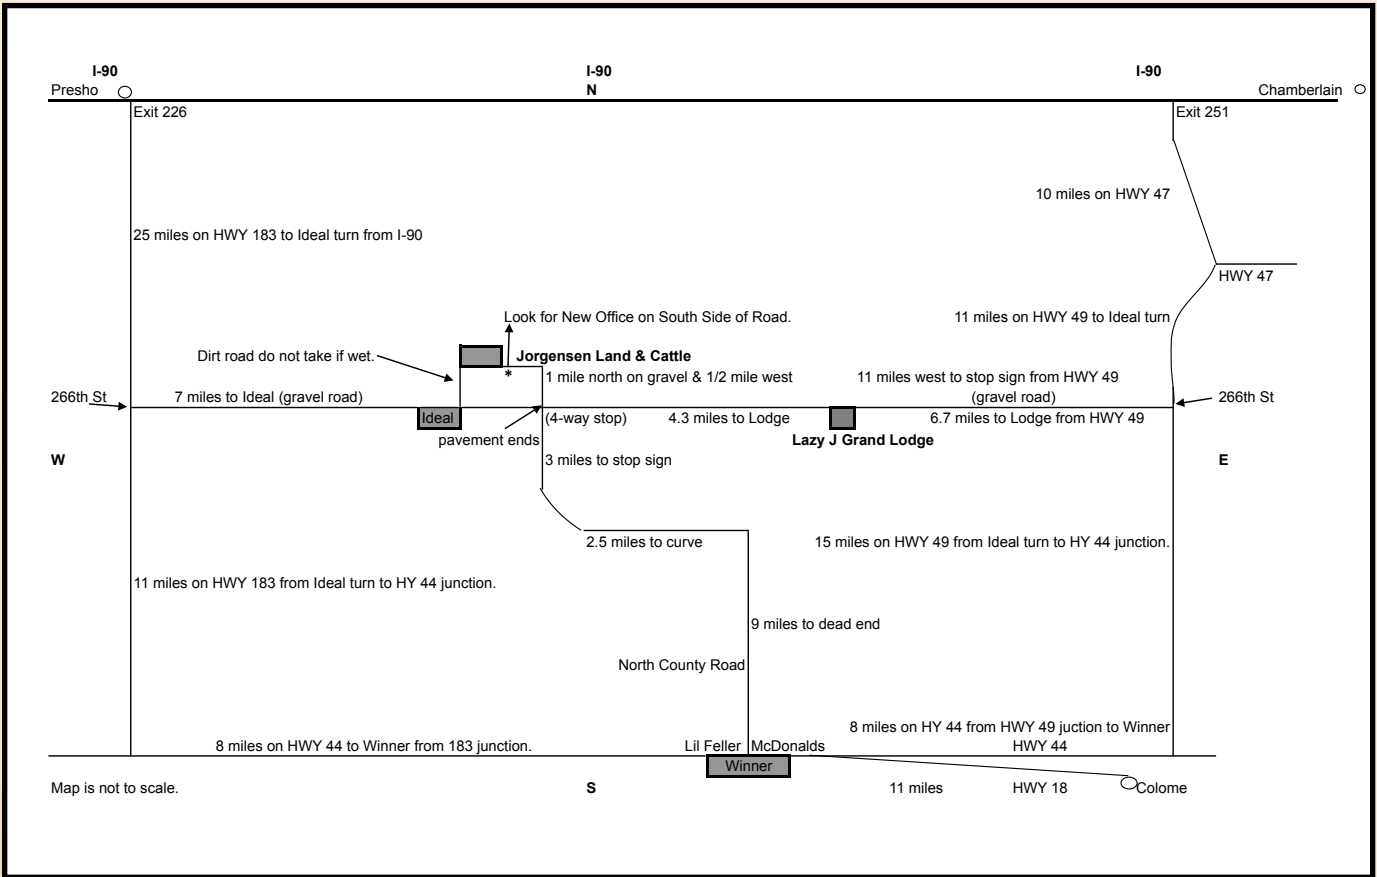 I-90 I-90 I-90
Presho N Chamberlain
Exit 226 Exit 251
10 miles on HWY 47
25 miles on HWY 183 to Ideal turn from I-90
HWY 47
Look for New Office on South Side of Road. 11 miles on HWY 49 to Ideal turn
Dirt road do not take if wet. Jorgensen Land & Cattle
* 1 mile north on gravel & 1/2 mile west 11 miles west to stop sign from HWY 49
266th St 7 miles to Ideal (gravel road) (gravel road) 266th St
Ideal (4-way stop) 4.3 miles to Lodge 6.7 miles to Lodge from HWY 49
pavement ends Lazy J Grand Lodge
W 3 miles to stop sign E
2.5 miles to curve 15 miles on HWY 49 from Ideal turn to HY 44 junction.
11 miles on HWY 183 from Ideal turn to HY 44 junction.
9 miles to dead end
North County Road
8 miles on HY 44 from HWY 49 juction to Winner
8 miles on HWY 44 to Winner from 183 junction. Lil Feller McDonalds HWY 44
Winner
Map is not to scale. S 11 miles HWY 18 Colome